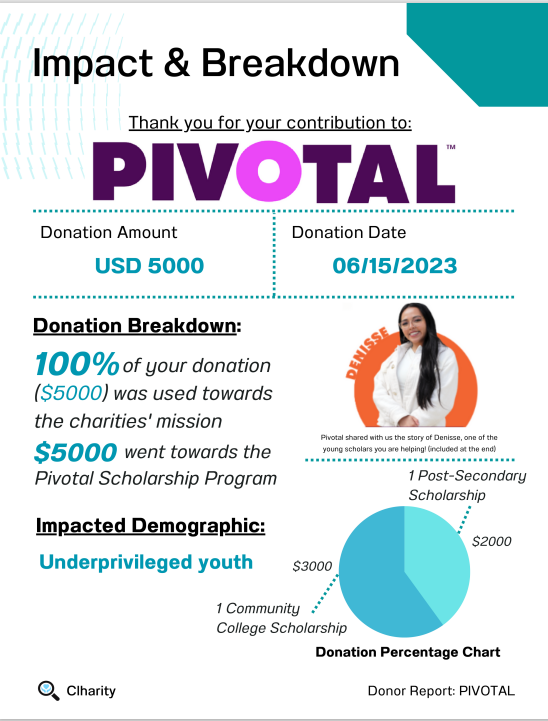 Impact & Breakdown
Thank you for your contribution to:
PIVOTAL™
Donation Amount
USD 5000
Donation Date
06/15/2023
Donation Breakdown:
100% of your donation
($5000) was used towards
the charities' mission
$5000 went towards the
Pivotal Scholarship Program
DENISSE
Pivotal shared with us the story of Denisse, one of the
young scholars you are helping! (included at the end)
Impacted Demographic:
Underprivileged youth
1 Post-Secondary
Scholarship
$2000
$3000
1 Community
College Scholarship
Donation Percentage Chart
Clharity
Donor Report: PIVOTAL